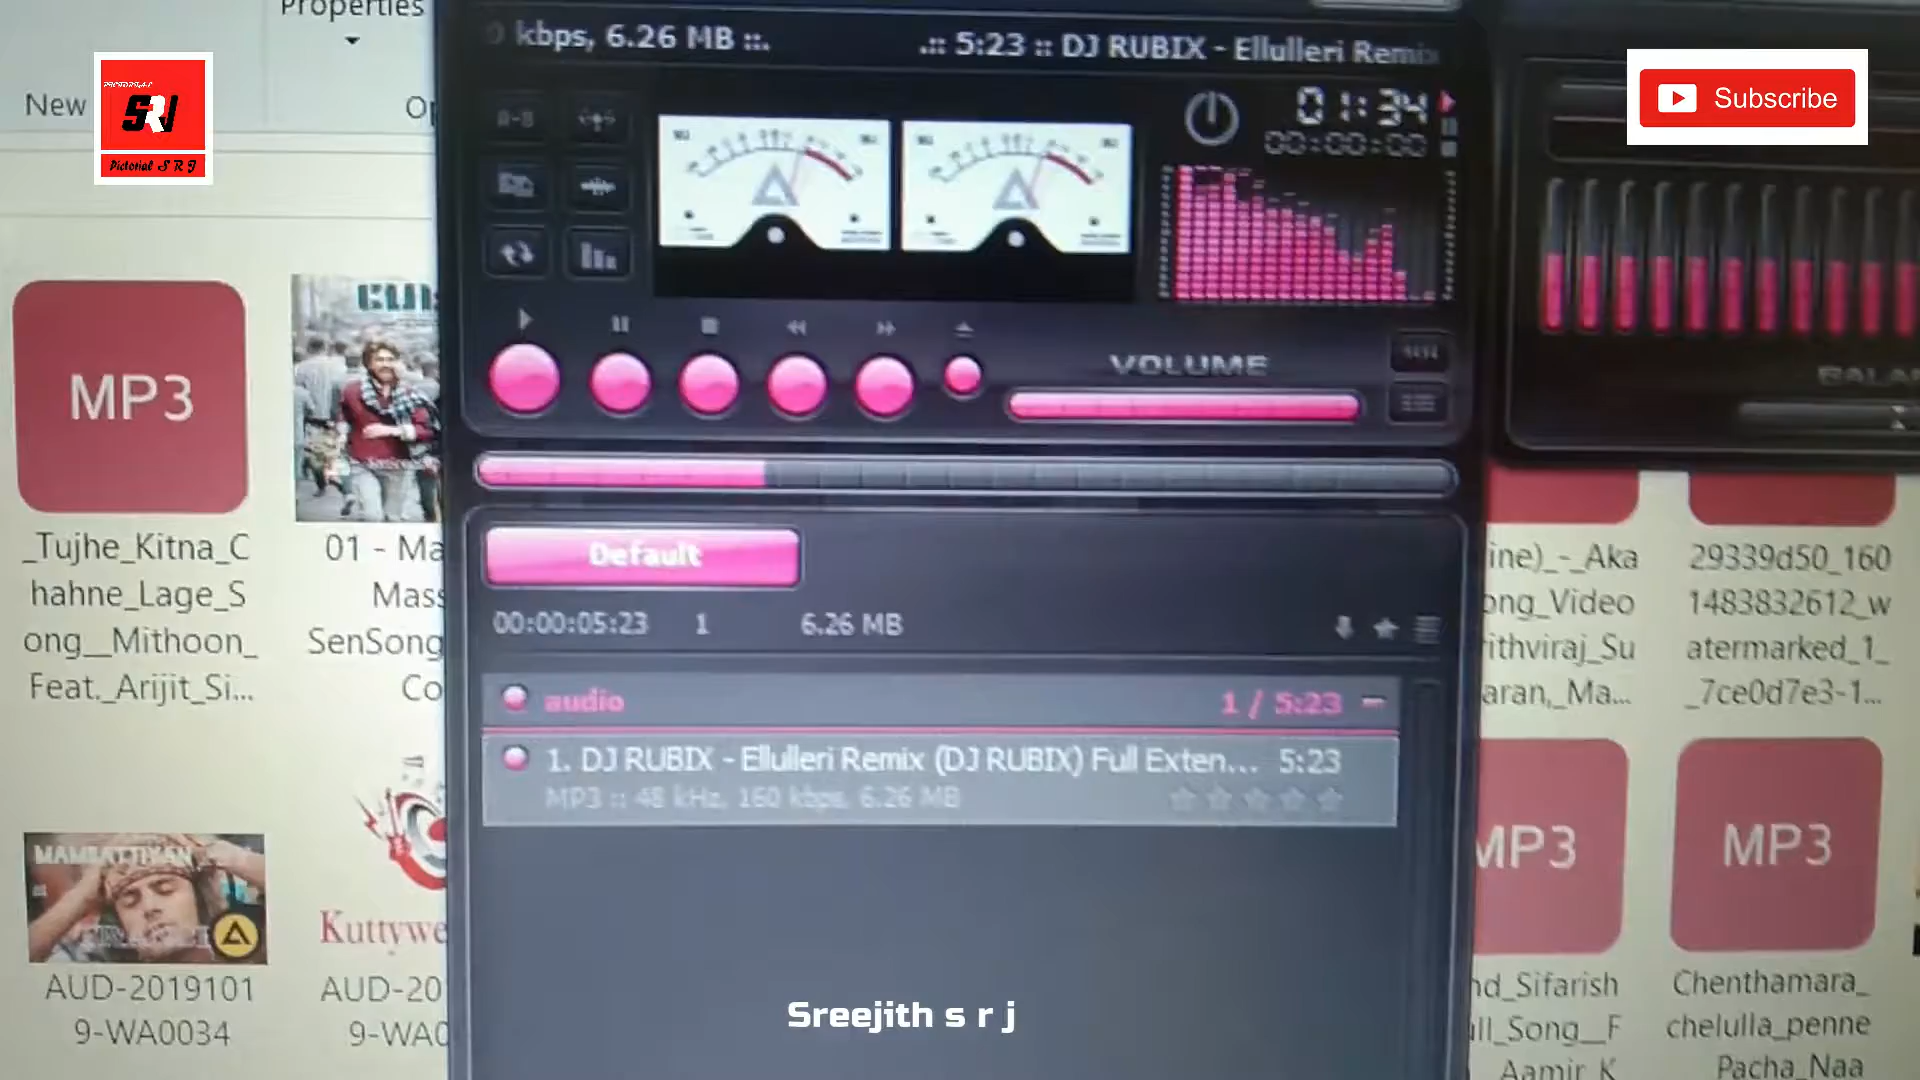 Properties
New
SRJ
Pictorial S R J
kbps, 6.26 MB ::.
.:: 5:23 :: DJ RUBIX - Ellulleri Remix
Subscribe
A-B
01:34
00:00:00
VOLUME
MP3
_Tujhe_Kitna_C
hahne_Lage_S
ong__Mithoon_
Feat._Arijit_Si...
01 - Ma
Mass
SenSong
Co
Default
00:00:05:23 1 6.26 MB
audio 1 / 5:23
1. DJ RUBIX - Ellulleri Remix (DJ RUBIX) Full Exten... 5:23
MP3 :: 48 kHz, 160 kbps, 6.26 MB
ine)_-_Aka
ong_Video
rithviraj_Su
aran,_Ma...
29339d50_160
1483832612_w
atermarked_1_
_7ce0d7e3-1...
MAMBATTIYAN
AUD-2019101
9-WA0034
Kuttywe
AUD-20
9-WA0
MP3
nd_Sifarish
ll_Song__F
Aamir_K
MP3
Chenthamara_
chelulla_penne
Pacha_Naa
Sreejith s r j